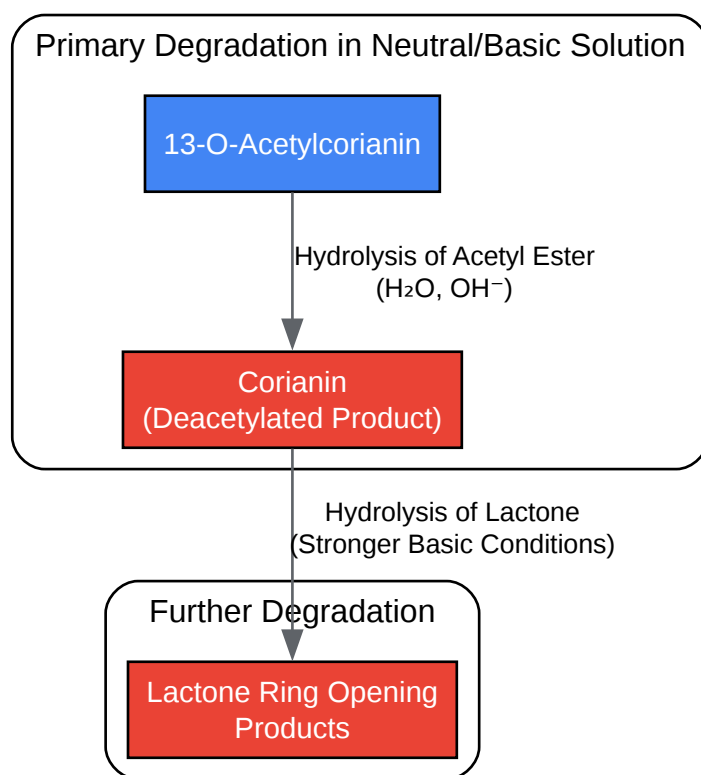 Primary Degradation in Neutral/Basic Solution
13-O-Acetylcorianin
Hydrolysis of Acetyl Ester
(H₂O, OH⁻)
Corianin
(Deacetylated Product)
Hydrolysis of Lactone
(Stronger Basic Conditions)
Further Degradation
Lactone Ring Opening
Products